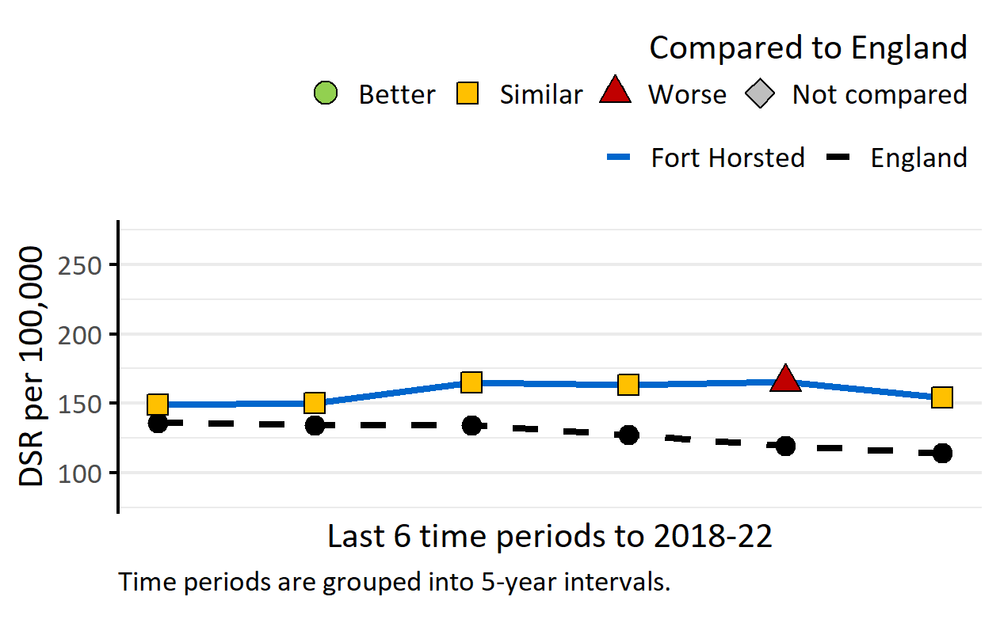 Compared to England
Better Similar Worse Not compared
Fort Horsted England
DSR per 100,000
250
200
150
100
Last 6 time periods to 2018-22
Time periods are grouped into 5-year intervals.